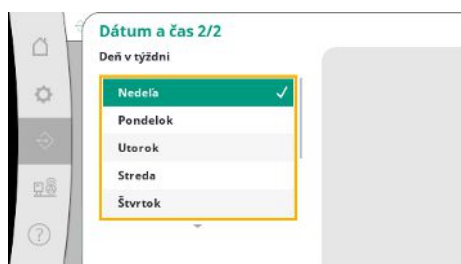 Dátum a čas 2/2
Deň v týždni
Nedeľa
Pondelok
Utorok
Streda
Štvrtok